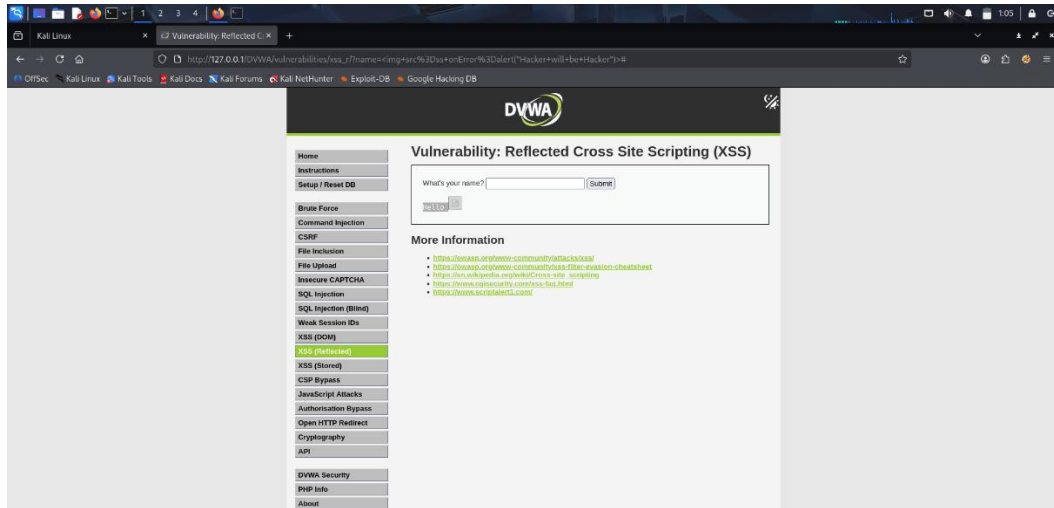 1 2 3 4
1:05
Kali Linux
Vulnerability: Reflected C
http://127.0.0.1/DVWA/vulnerabilities/xss_r/?name=<img+src%3Dss+onError%3Dalert("Hacker+will+be+Hacker")>#
OffSec Kali Linux Kali Tools Kali Docs Kali Forums Kali NetHunter Exploit-DB Google Hacking DB
DVWA
Vulnerability: Reflected Cross Site Scripting (XSS)
What's your name? Submit
Hello
More Information
https://owasp.org/www-community/attacks/xss/
https://owasp.org/www-community/xss-filter-evasion-cheatsheet
https://en.wikipedia.org/wiki/Cross-site_scripting
https://www.cgisecurity.com/xss-faq.html
https://www.scriptalert1.com/
Home
Instructions
Setup / Reset DB
Brute Force
Command Injection
CSRF
File Inclusion
File Upload
Insecure CAPTCHA
SQL Injection
SQL Injection (Blind)
Weak Session IDs
XSS (DOM)
XSS (Reflected)
XSS (Stored)
CSP Bypass
JavaScript Attacks
Authorisation Bypass
Open HTTP Redirect
Cryptography
API
DVWA Security
PHP Info
About